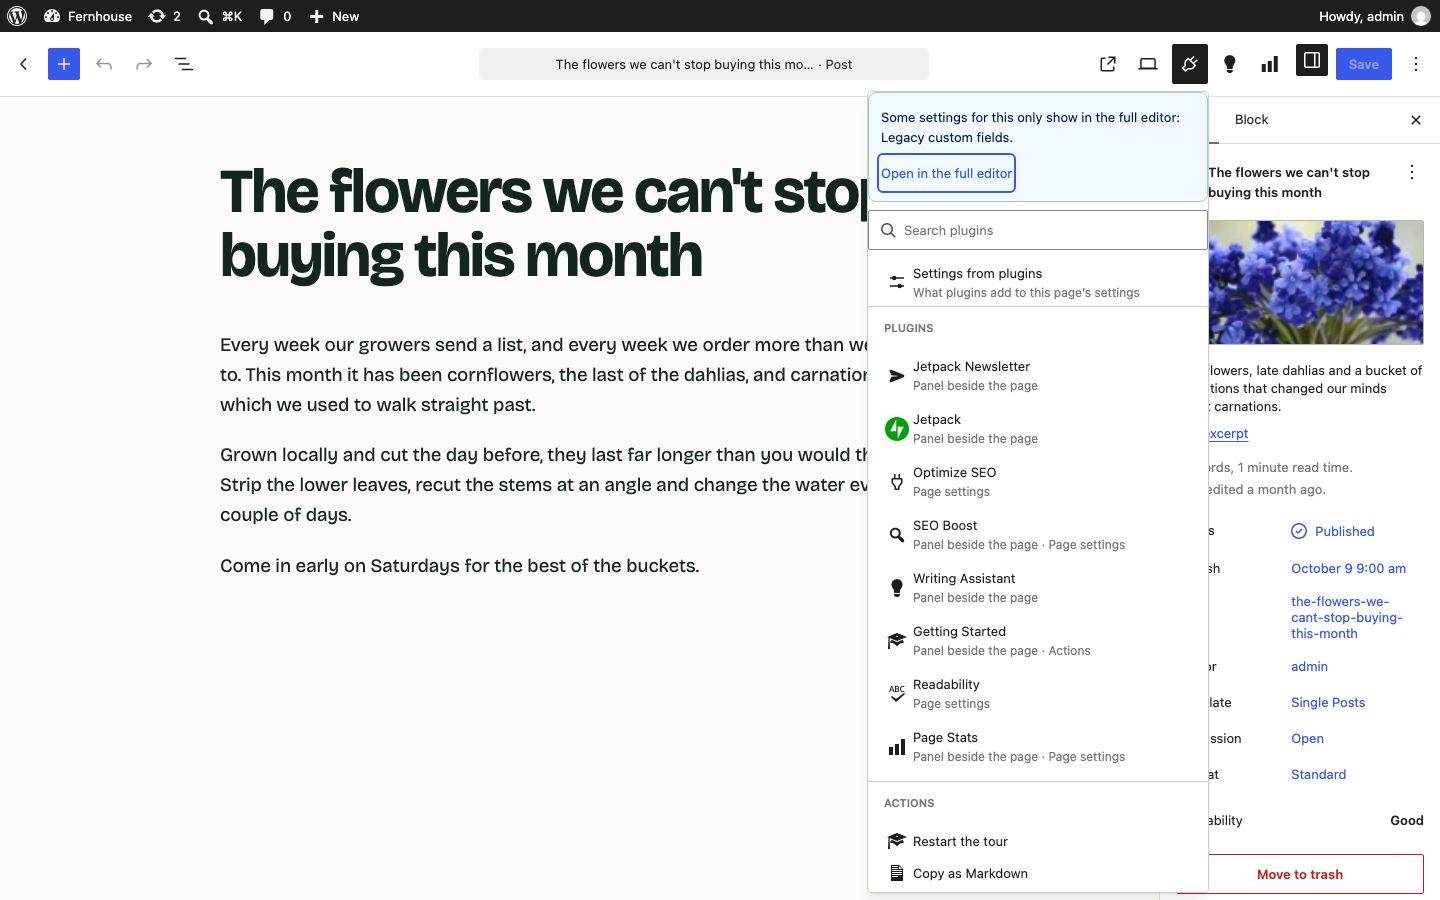 Fernhouse
2
⌘K
0
New
Howdy, admin
The flowers we can't stop buying this mo... · Post
Save
Some settings for this only show in the full editor:
Legacy custom fields.
Open in the full editor
Search plugins
Settings from plugins
What plugins add to this page's settings
PLUGINS
Jetpack Newsletter
Panel beside the page
Jetpack
Panel beside the page
Optimize SEO
Page settings
SEO Boost
Panel beside the page · Page settings
Writing Assistant
Panel beside the page
Getting Started
Panel beside the page · Actions
ABC
Readability
Page settings
Page Stats
Panel beside the page · Page settings
ACTIONS
Restart the tour
Copy as Markdown
The flowers we can't stop
buying this month
Every week our growers send a list, and every week we order more than we
to. This month it has been cornflowers, the last of the dahlias, and
which we used to walk straight past.
Grown locally and cut the day before, they last far longer than you would
Strip the lower leaves, recut the stems at an angle and change the water
couple of days.
Come in early on Saturdays for the best of the buckets.
Block
The flowers we can't stop
buying this month
late dahlias and a bucket of
that changed our minds
carnations.
excerpt
1 minute read time.
edited a month ago.
Published
October 9 9:00 am
the-flowers-we-
cant-stop-buying-
this-month
admin
Single Posts
Open
Standard
Good
Move to trash